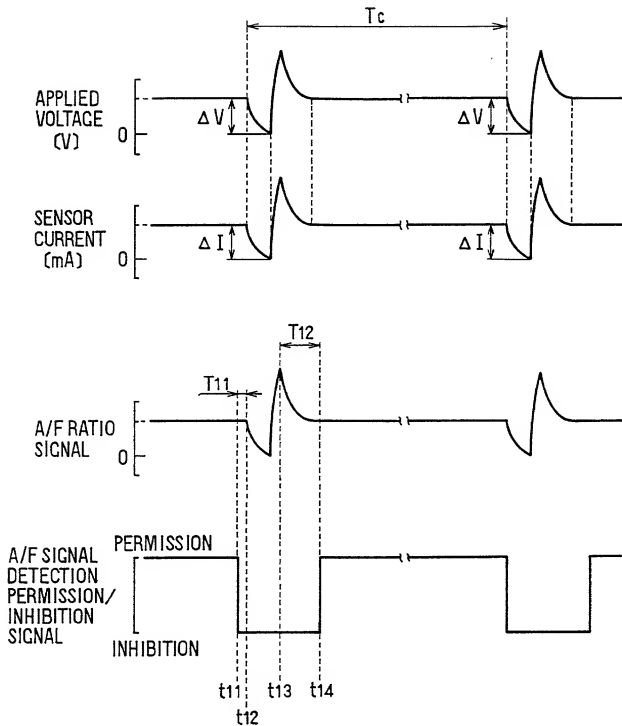 Tc
APPLIED
VOLTAGE
(V)
0
ΔV
ΔV
SENSOR
CURRENT
(mA)
0
ΔI
ΔI
T12
T11
A/F RATIO
SIGNAL
0
PERMISSION
A/F SIGNAL
DETECTION
PERMISSION/
INHIBITION
SIGNAL
INHIBITION
t11
t12
t13
t14